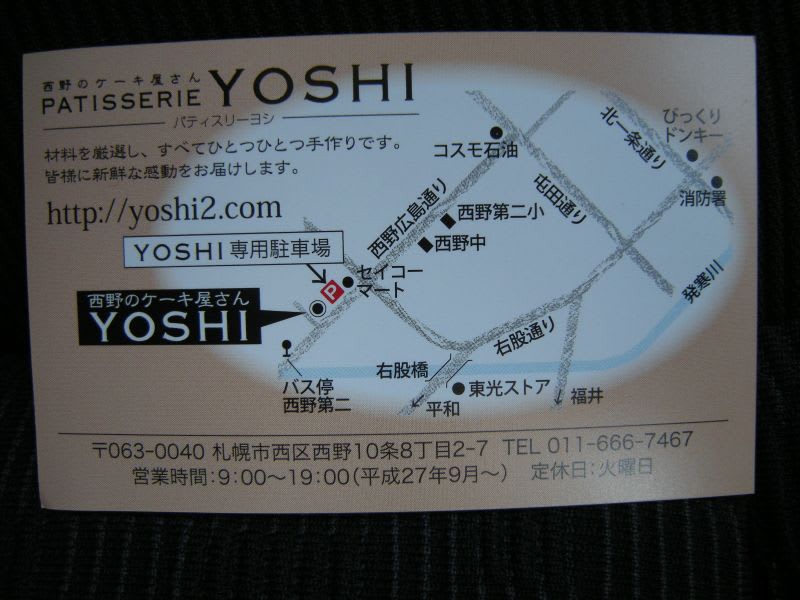 西野のケーキ屋さん
PATISSERIE YOSHI
パティスリーヨシ
材料を厳選し、すべてひとつひとつ手作りです。
皆様に新鮮な感動をお届けします。
http://yoshi2.com
YOSHI専用駐車場
西野のケーキ屋さん
YOSHI
コスモ石油
北一条通り
びっくり
ドンキー
消防署
屯田通り
西野広島通り
西野第二小
西野中
セイコー
マート
P
発寒川
右股通り
右股橋
東光ストア
バス停
西野第二
平和
福井
〒063-0040 札幌市西区西野10条8丁目2-7 TEL 011-666-7467
営業時間:9:00~19:00(平成27年9月~) 定休日:火曜日